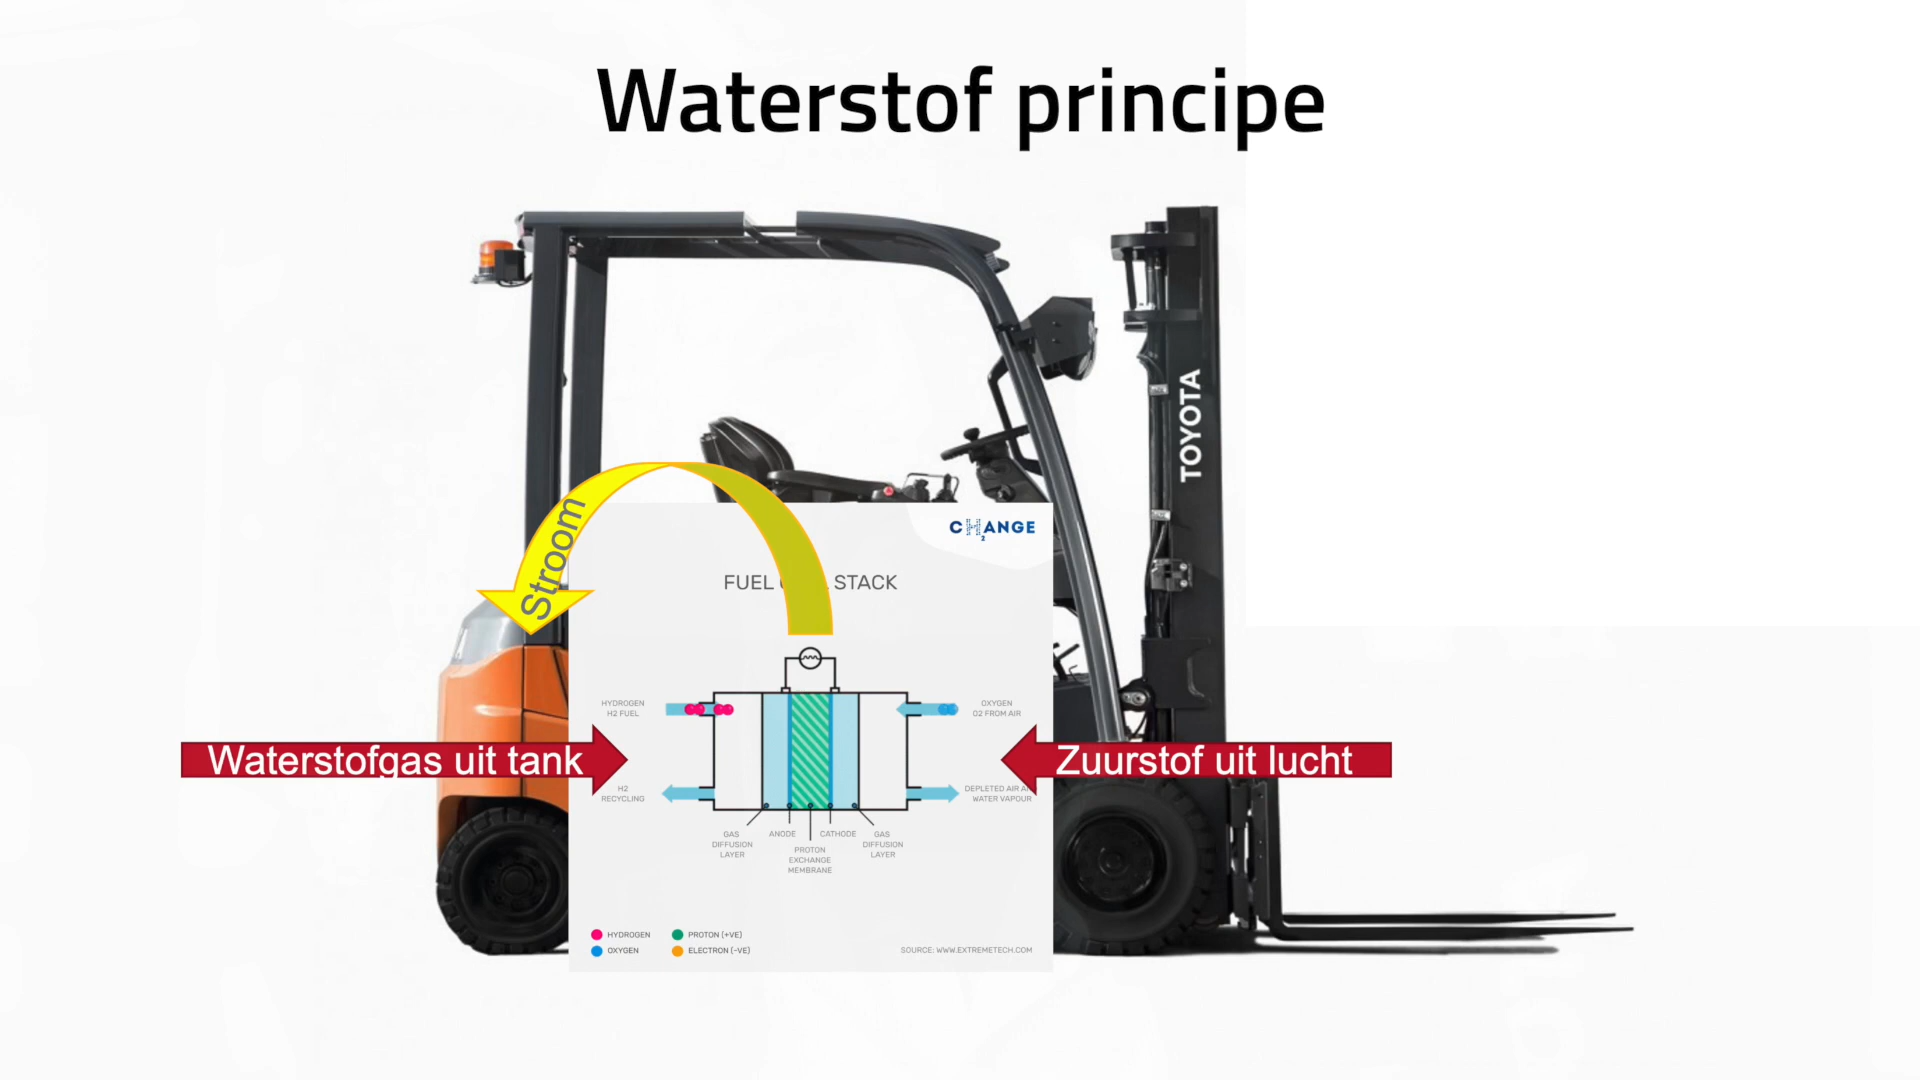 Waterstof principe
TOYOTA
Stroom
CH2ANGE
FUEL STACK
HYDROGEN
H2 FUEL
OXYGEN
O2 FROM AIR
Waterstofgas uit tank
Zuurstof uit lucht
H2
RECYCLING
DEPLETED AIR
WATER VAPOUR
GAS
DIFFUSION
LAYER
ANODE
PROTON
EXCHANGE
MEMBRANE
CATHODE
GAS
DIFFUSION
LAYER
HYDROGEN
PROTON (+VE)
OXYGEN
ELECTRON (-VE)
SOURCE: WWW.EXTREMETECH.COM